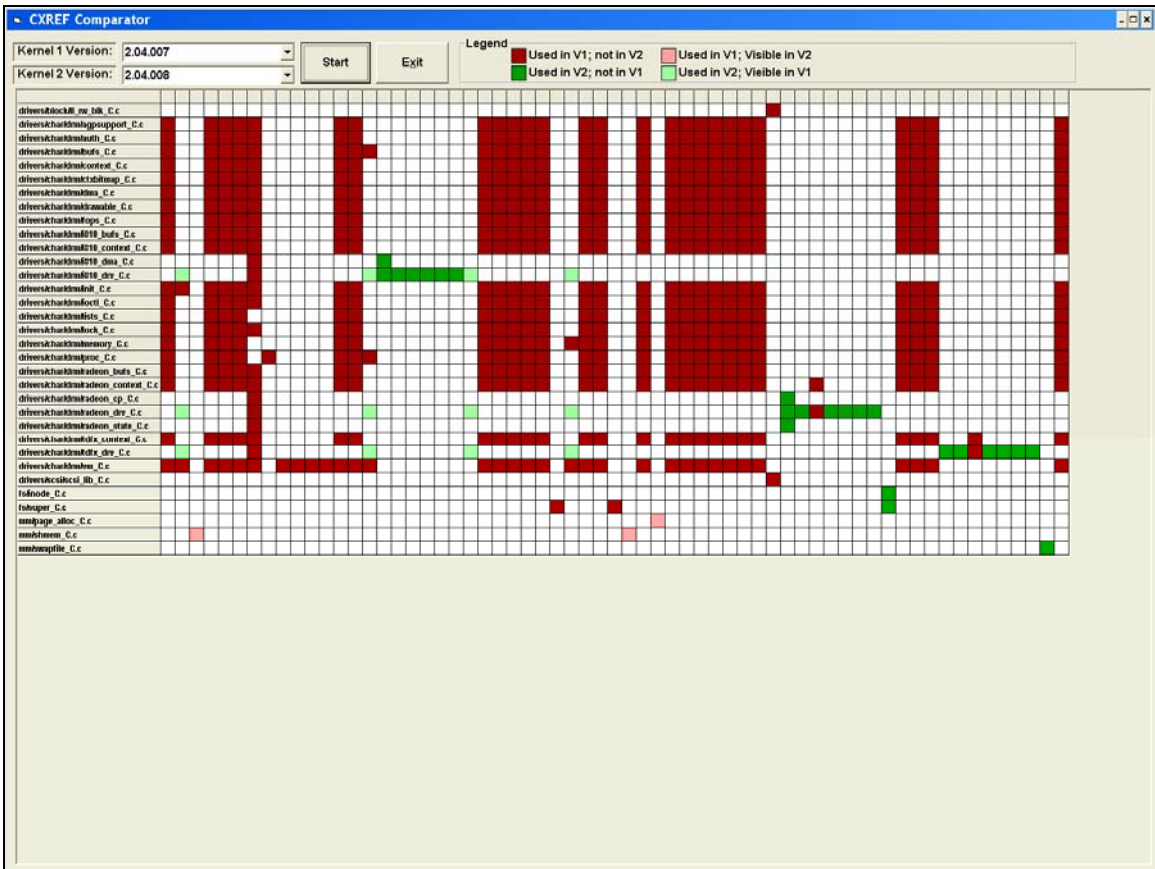 CXREF Comparator
Kernel 1 Version: 2.04.007
Kernel 2 Version: 2.04.008
Start
Exit
Legend
Used in V1; not in V2
Used in V1; Visible in V2
Used in V2; not in V1
Used in V2; Visible in V1
drivers/block/ll_rw_blk_C.c
drivers/char/drm/agpsupport_C.c
drivers/char/drm/auth_C.c
drivers/char/drm/bufs_C.c
drivers/char/drm/context_C.c
drivers/char/drm/ctxbitmap_C.c
drivers/char/drm/dma_C.c
drivers/char/drm/drawable_C.c
drivers/char/drm/fops_C.c
drivers/char/drm/i810_bufs_C.c
drivers/char/drm/i810_context_C.c
drivers/char/drm/i810_dma_C.c
drivers/char/drm/i810_drv_C.c
drivers/char/drm/init_C.c
drivers/char/drm/ioctl_C.c
drivers/char/drm/lists_C.c
drivers/char/drm/lock_C.c
drivers/char/drm/memory_C.c
drivers/char/drm/proc_C.c
drivers/char/drm/radeon_bufs_C.c
drivers/char/drm/radeon_context_C.c
drivers/char/drm/radeon_cp_C.c
drivers/char/drm/radeon_drv_C.c
drivers/char/drm/radeon_state_C.c
drivers/char/drm/tdfx_context_C.c
drivers/char/drm/tdfx_drv_C.c
drivers/char/drm/vm_C.c
drivers/scsi/scsi_lib_C.c
fs/inode_C.c
fs/super_C.c
mm/page_alloc_C.c
mm/shmem_C.c
mm/swapfile_C.c